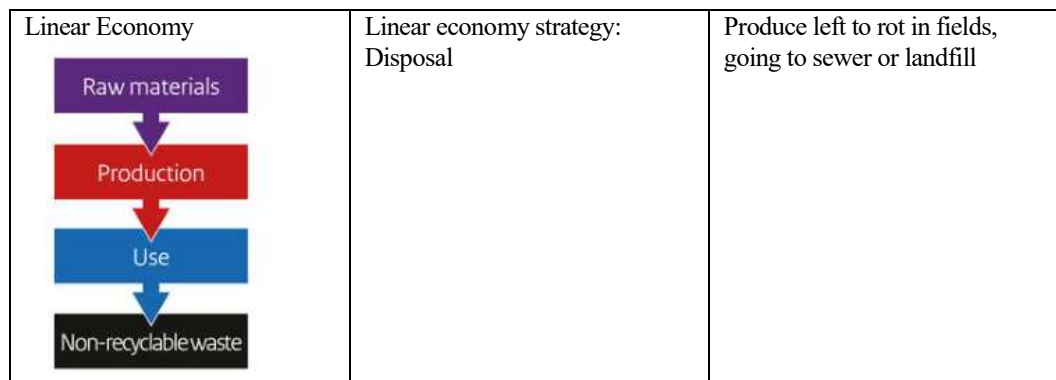 Linear Economy
Raw materials
Production
Use
Non-recyclable waste
Linear economy strategy:
Disposal
Produce left to rot in fields,
going to sewer or landfill